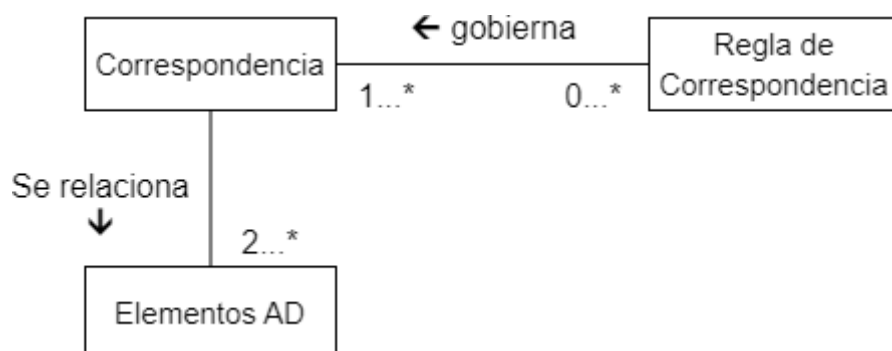 ← gobierna
Correspondencia
Regla de
Correspondencia
1...*
0...*
Se relaciona
↓
2...*
Elementos AD